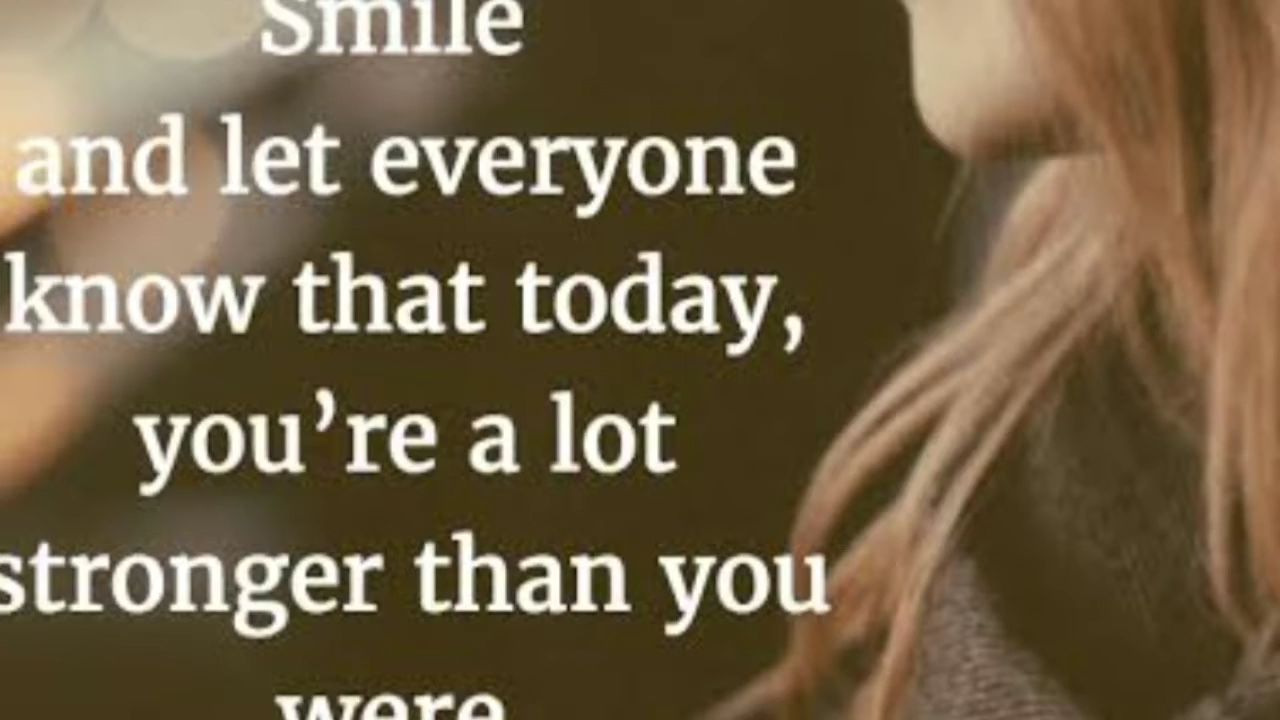 Smile
and let everyone
know that today,
you’re a lot
stronger than you
were